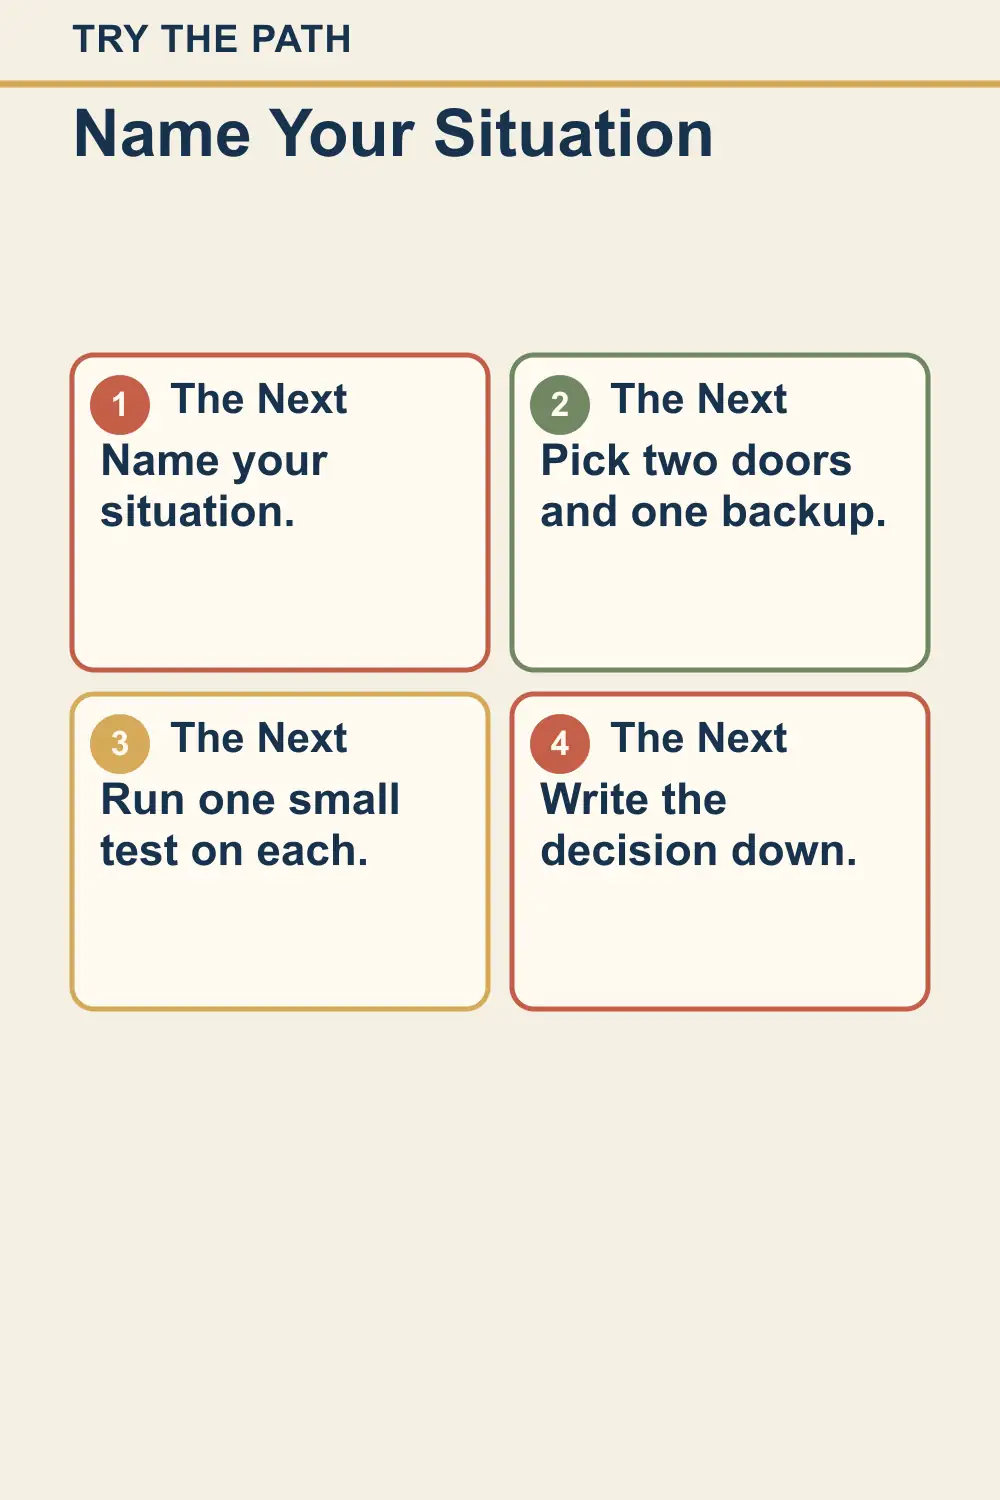 TRY THE PATH
Name Your Situation
1 The Next
Name your
situation.
2 The Next
Pick two doors
and one backup.
3 The Next
Run one small
test on each.
4 The Next
Write the
decision down.